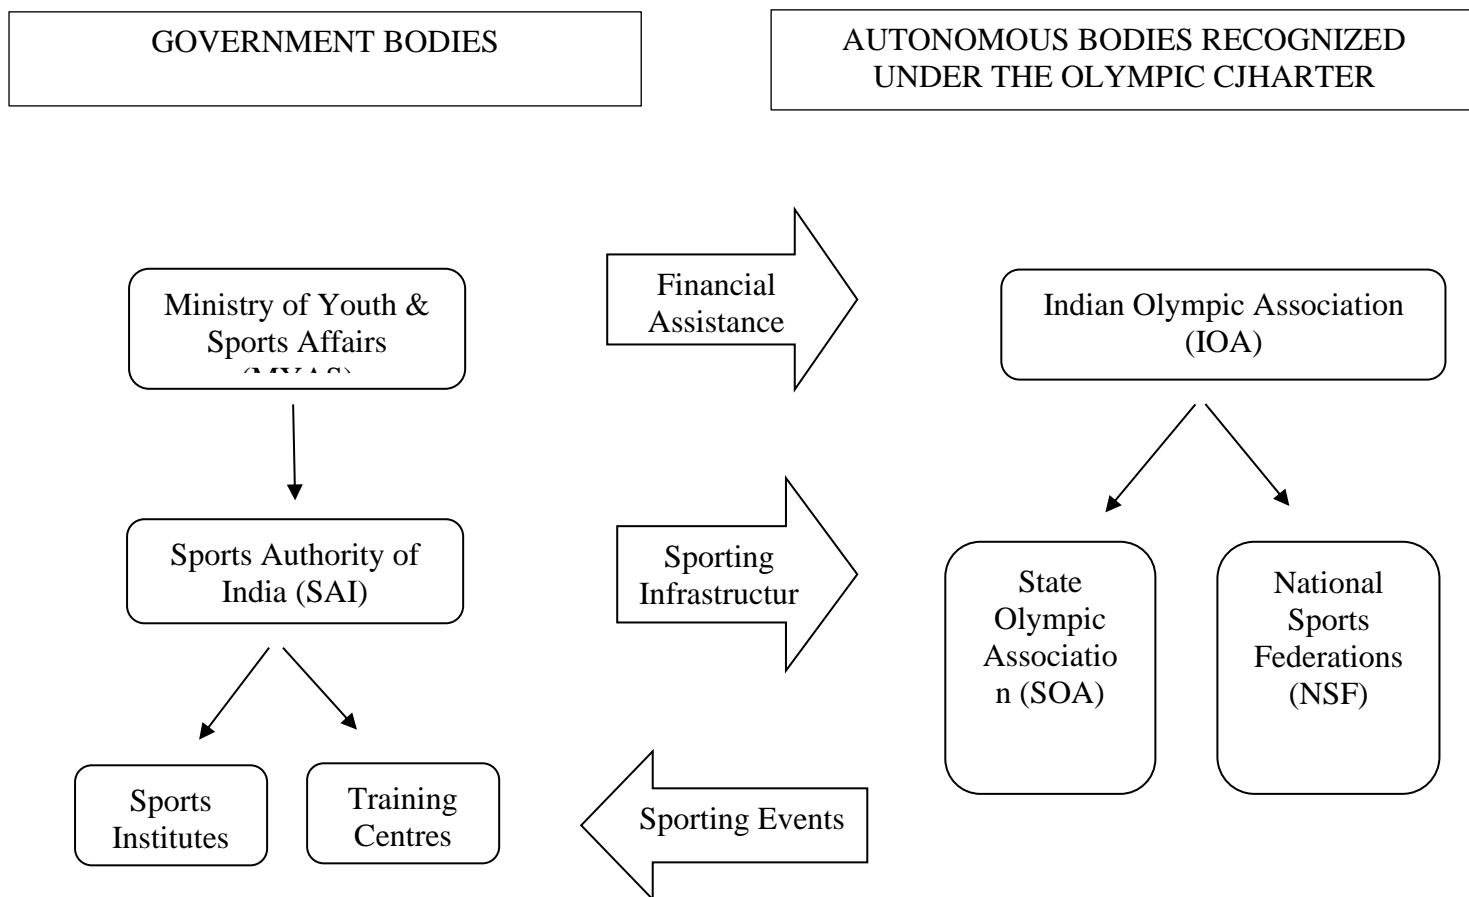 GOVERNMENT BODIES
AUTONOMOUS BODIES RECOGNIZED
UNDER THE OLYMPIC CJHARTER
Ministry of Youth &
Sports Affairs
(MYAS)
Financial
Assistance
Indian Olympic Association
(IOA)
Sports Authority of
India (SAI)
Sporting
Infrastructur
State
Olympic
Associatio
n (SOA)
National
Sports
Federations
(NSF)
Sports
Institutes
Training
Centres
Sporting Events